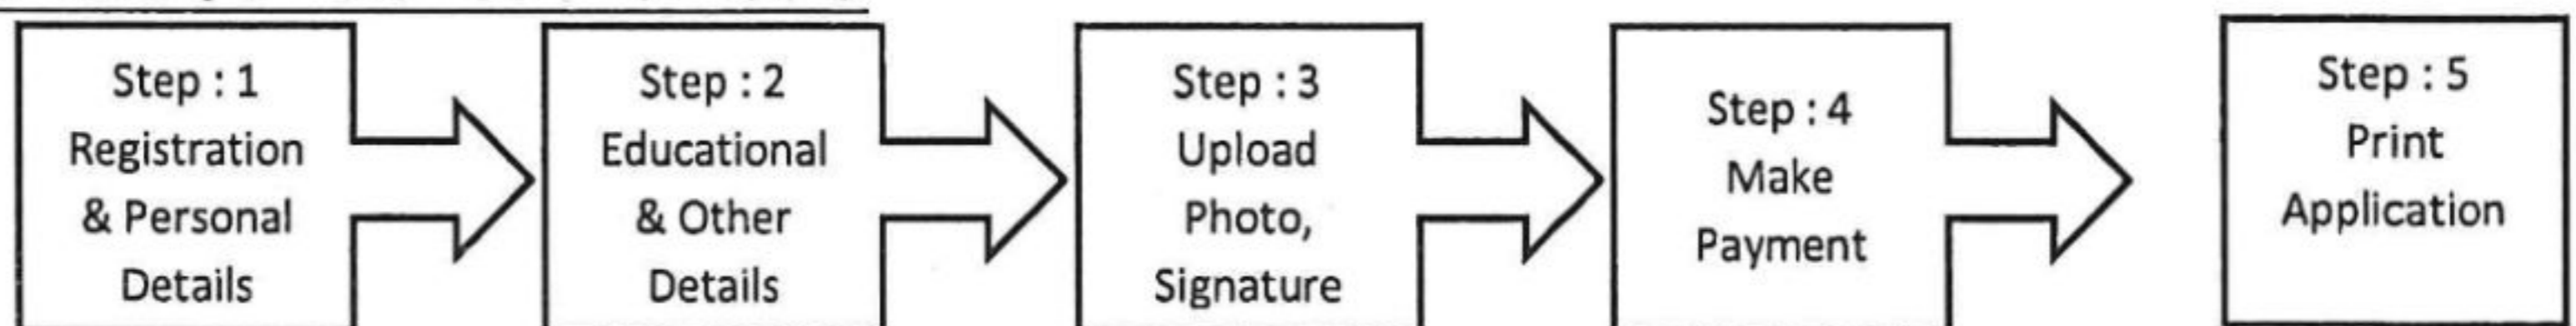 Step : 1
Registration
& Personal
Details
Step : 2
Educational
& Other
Details
Step : 3
Upload
Photo,
Signature
Step : 4
Make
Payment
Step : 5
Print
Application